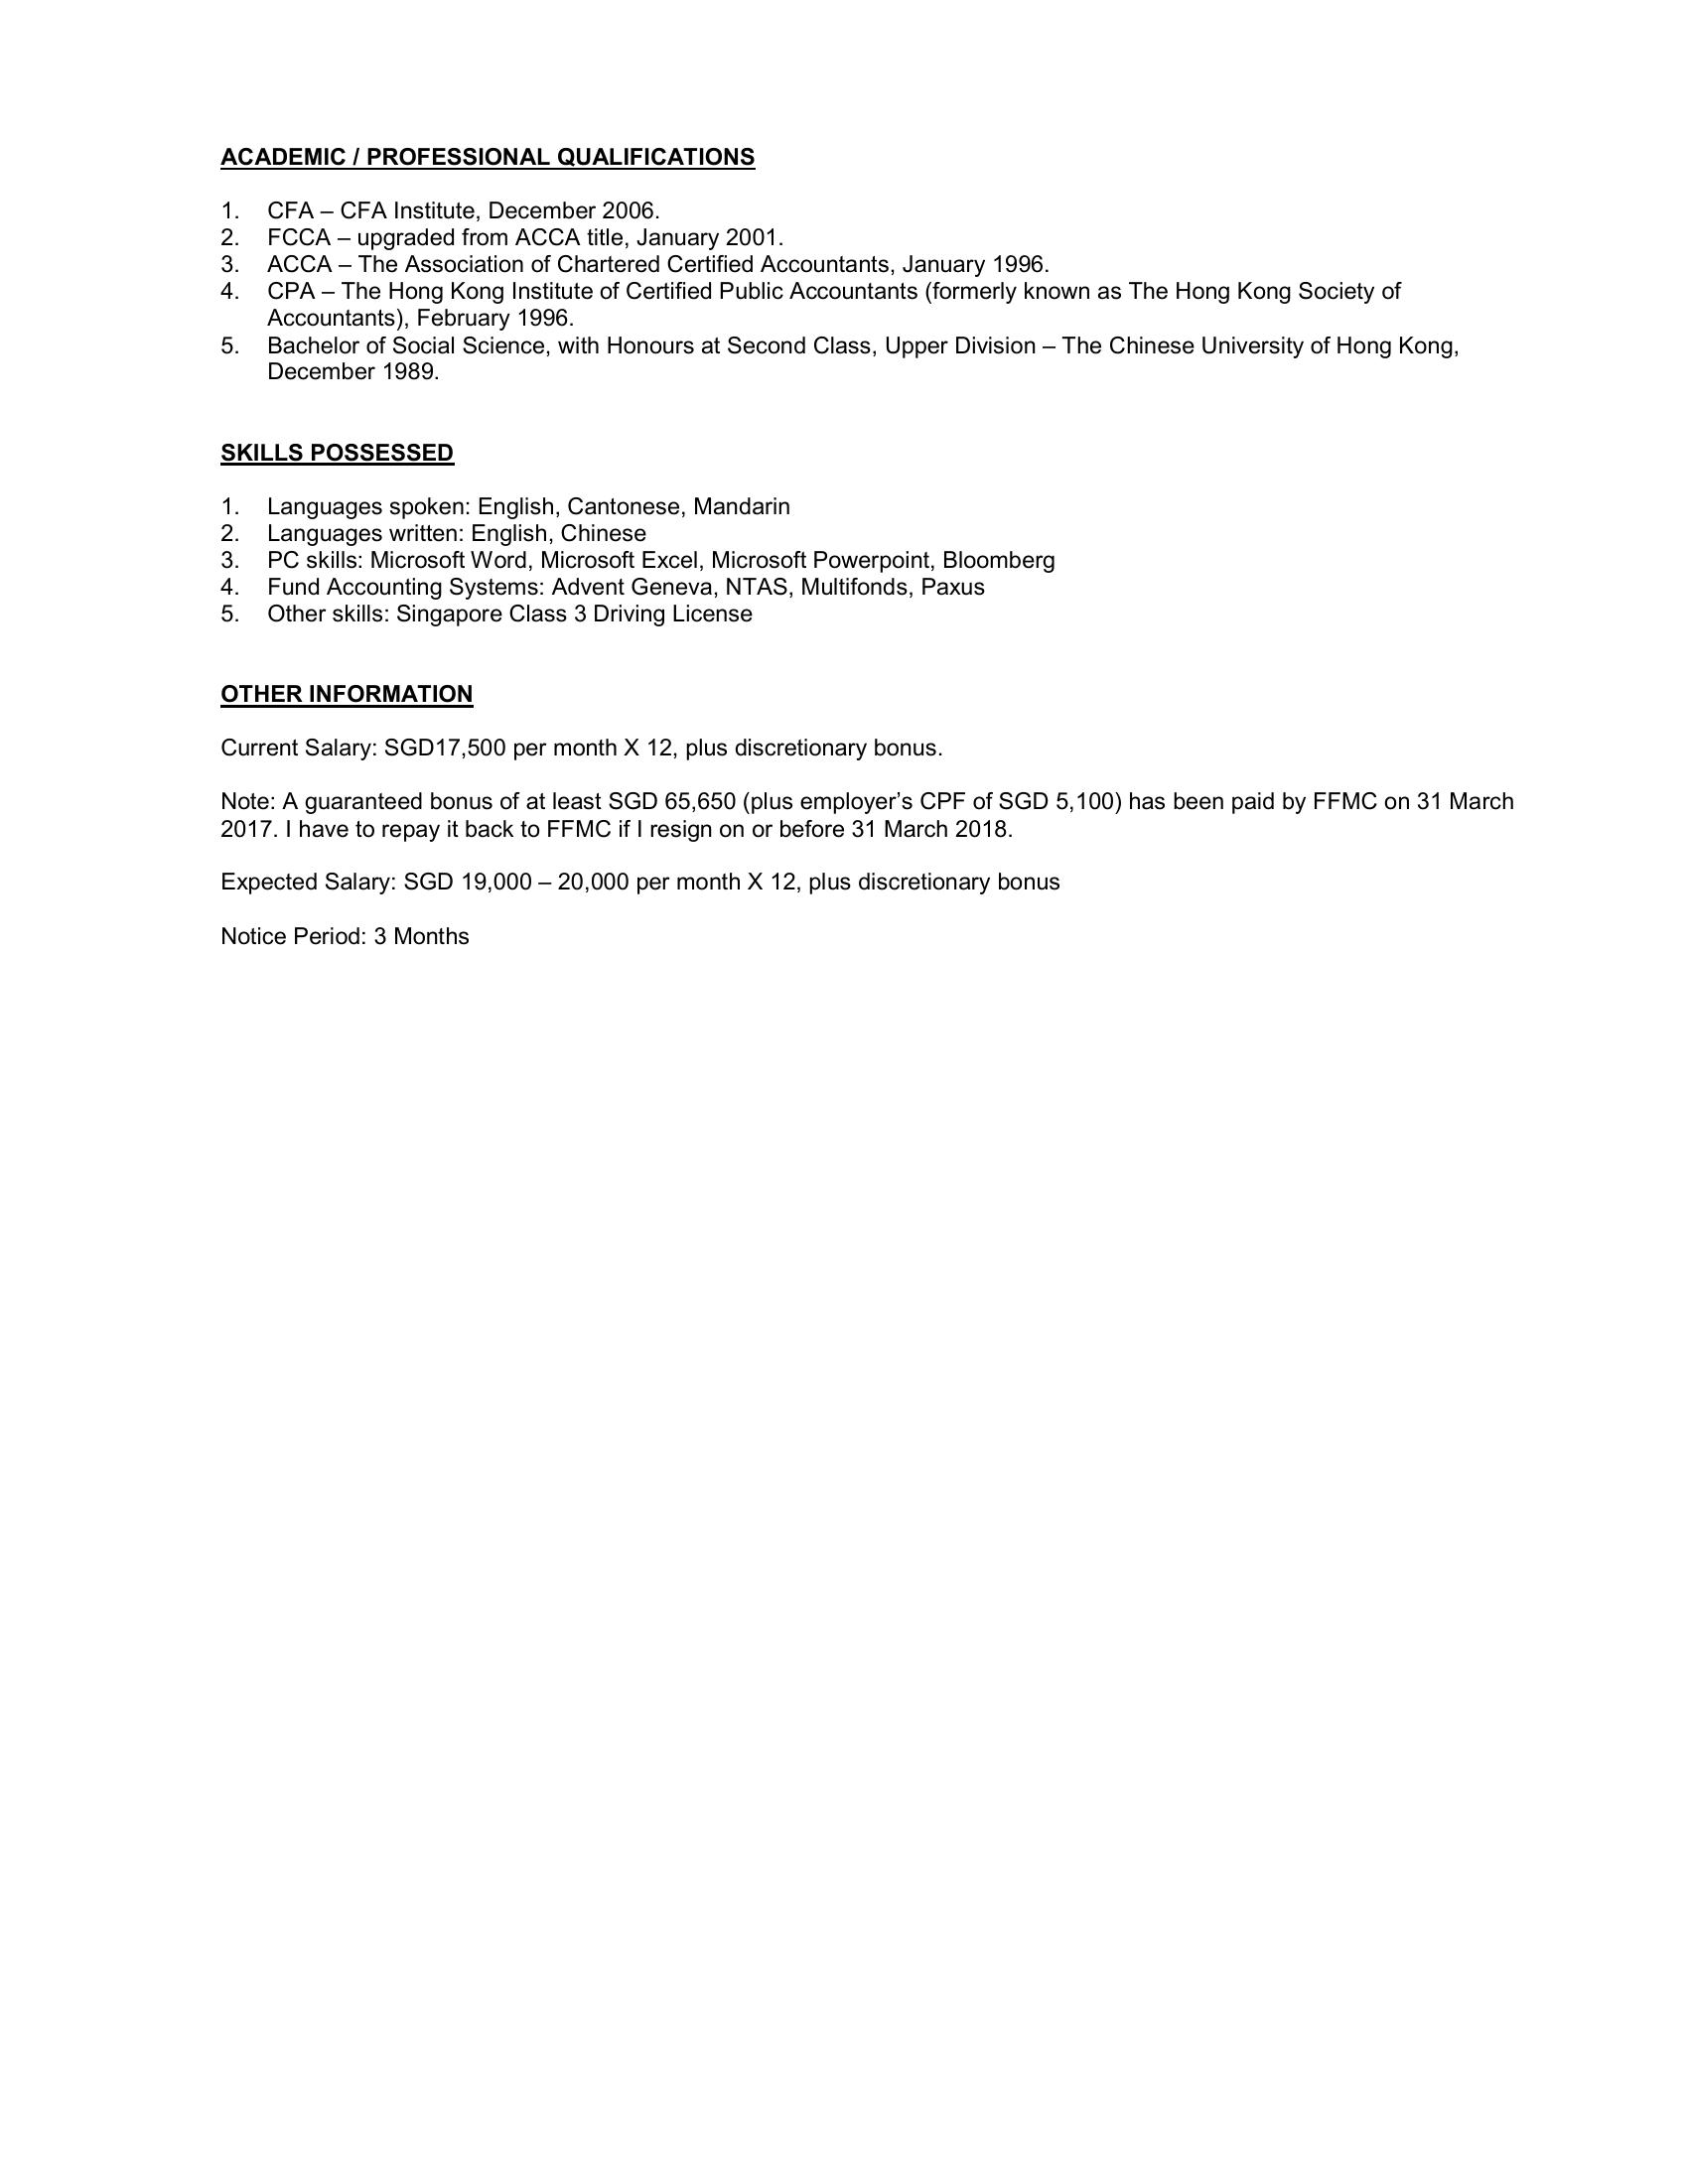 ACADEMIC / PROFESSIONAL QUALIFICATIONS
1. CFA – CFA Institute, December 2006.
2. FCCA – upgraded from ACCA title, January 2001.
3. ACCA – The Association of Chartered Certified Accountants, January 1996.
4. CPA – The Hong Kong Institute of Certified Public Accountants (formerly known as The Hong Kong Society of
Accountants), February 1996.
5. Bachelor of Social Science, with Honours at Second Class, Upper Division – The Chinese University of Hong Kong,
December 1989.
SKILLS POSSESSED
1. Languages spoken: English, Cantonese, Mandarin
2. Languages written: English, Chinese
3. PC skills: Microsoft Word, Microsoft Excel, Microsoft Powerpoint, Bloomberg
4. Fund Accounting Systems: Advent Geneva, NTAS, Multifonds, Paxus
5. Other skills: Singapore Class 3 Driving License
OTHER INFORMATION
Current Salary: SGD17,500 per month X 12, plus discretionary bonus.
Note: A guaranteed bonus of at least SGD 65,650 (plus employer’s CPF of SGD 5,100) has been paid by FFMC on 31 March
2017. I have to repay it back to FFMC if I resign on or before 31 March 2018.
Expected Salary: SGD 19,000 – 20,000 per month X 12, plus discretionary bonus
Notice Period: 3 Months